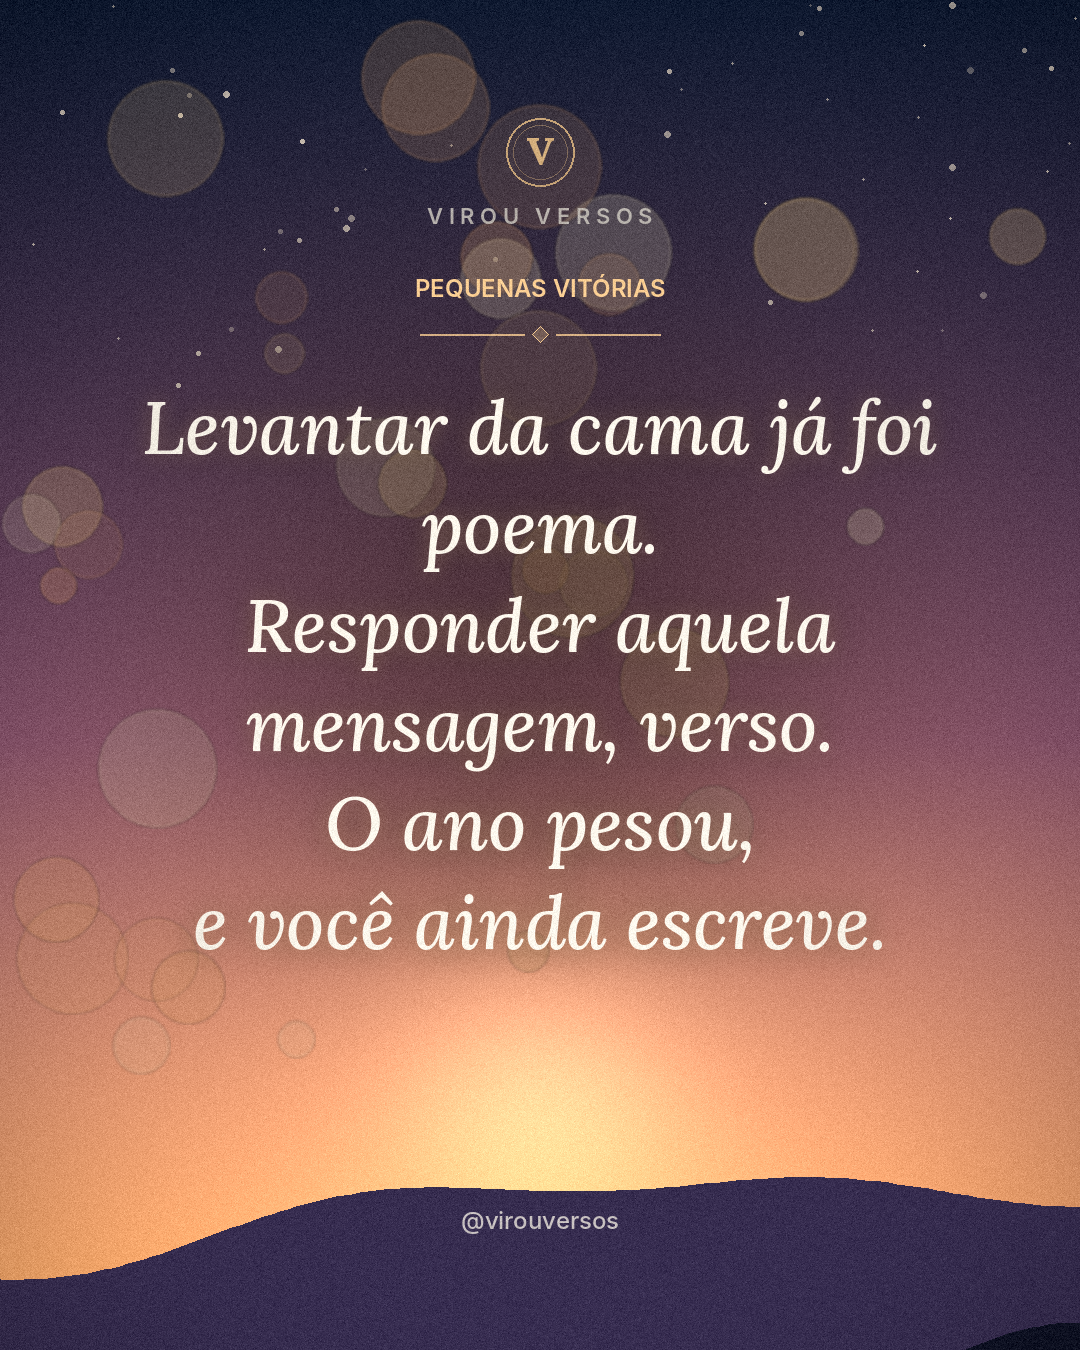 V
VIROU VERSOS
PEQUENAS VITÓRIAS
Levantar da cama já foi
poema.
Responder aquela
mensagem, verso.
O ano pesou,
e você ainda escreve.
@virouversos